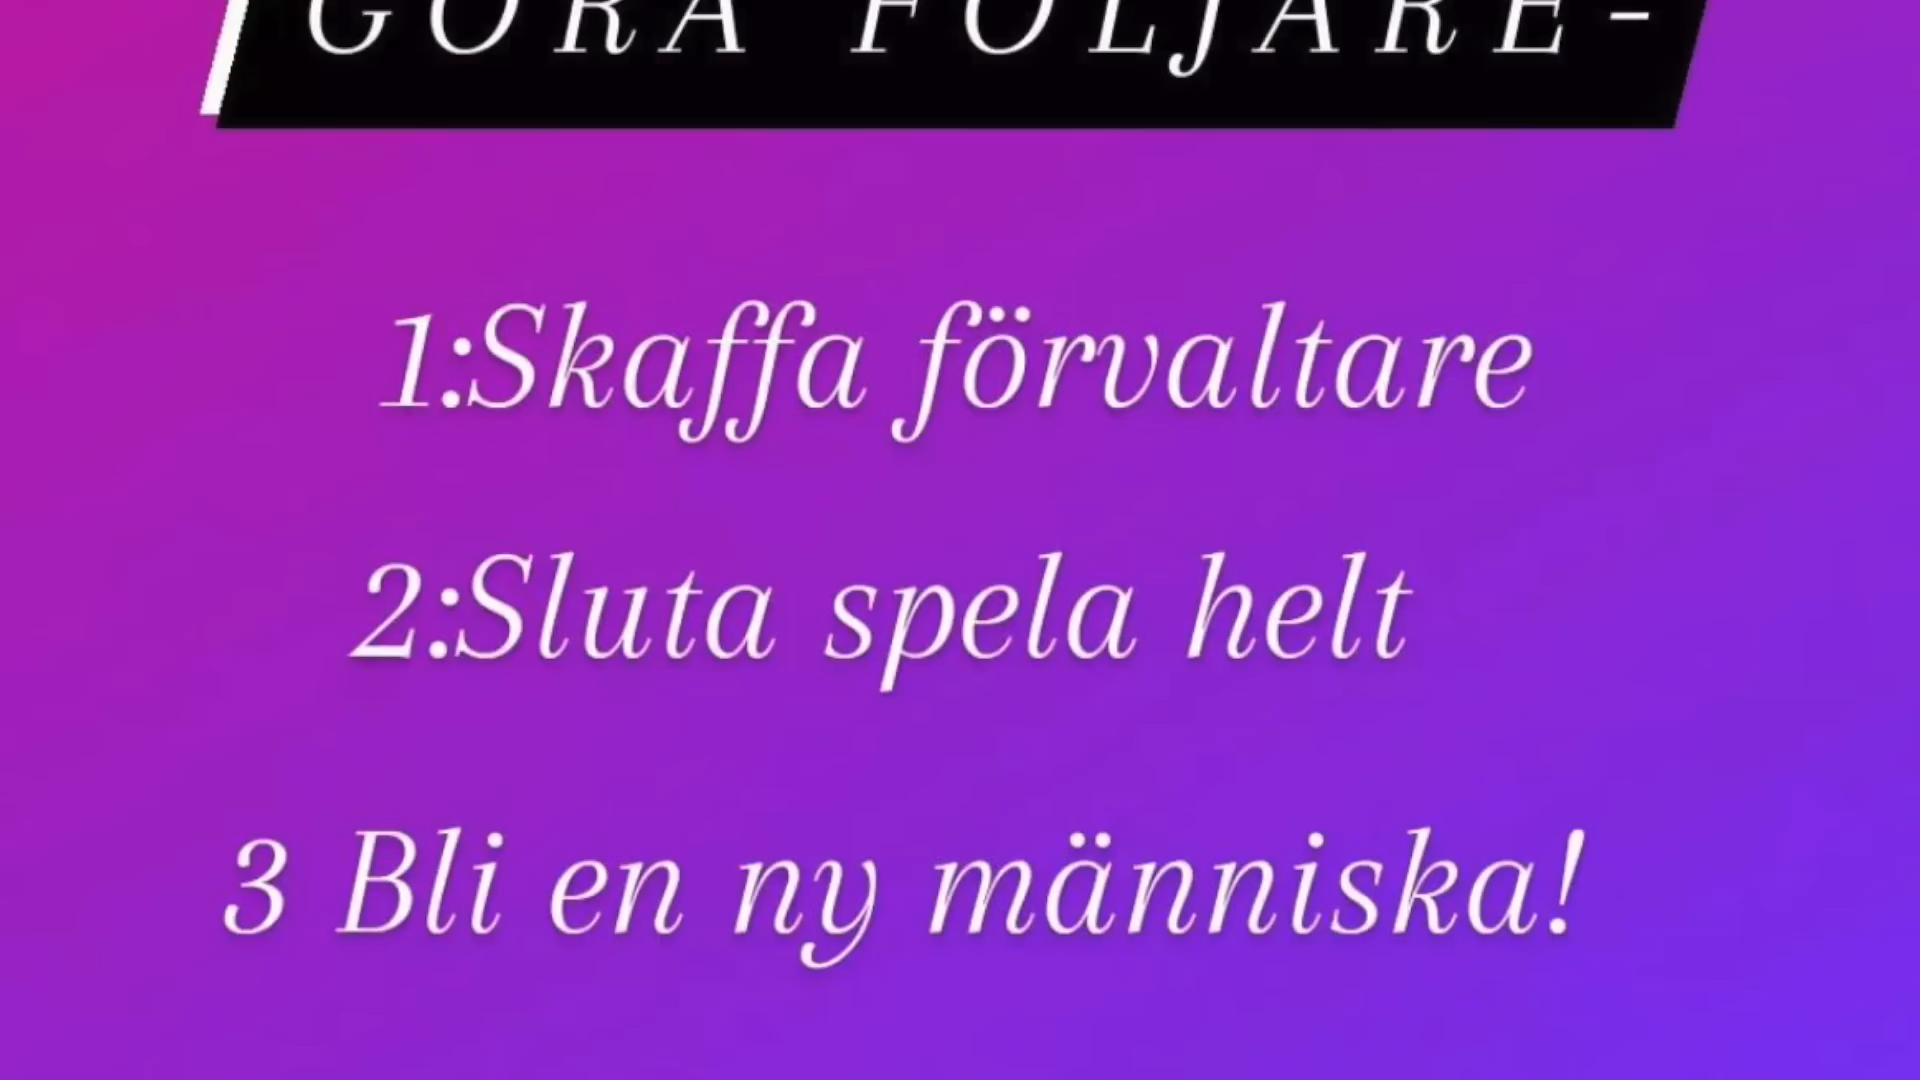 GÖRA FÖLJARE-
1:Skaffa förvaltare
2:Sluta spela helt
3 Bli en ny människa!